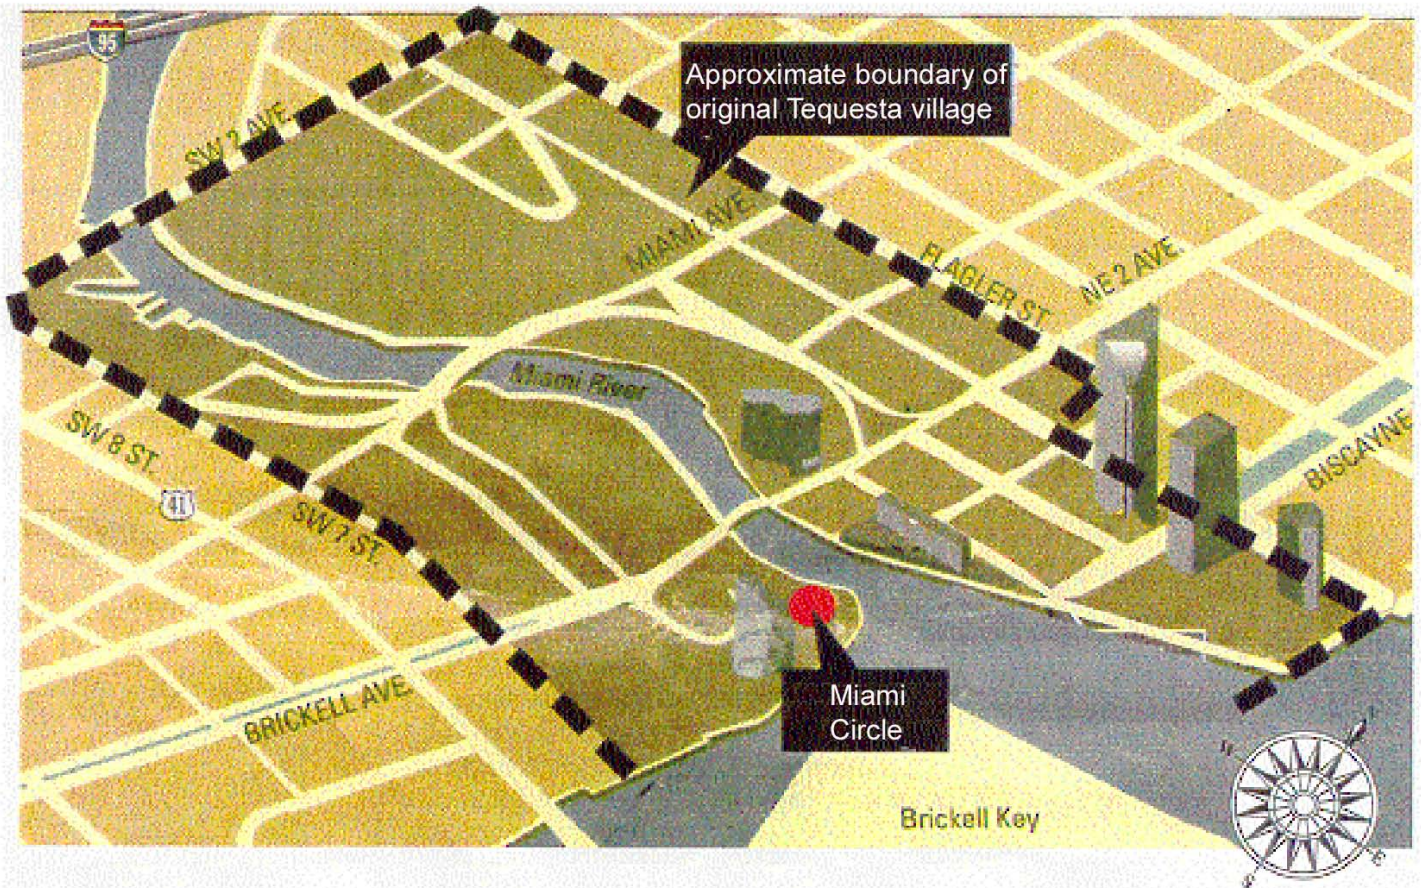 95
Approximate boundary of
original Tequesta village
SW 2 AVE.
MIAMI AVE.
FLAGLER ST.
NE 2 AVE.
Miami River
BISCAYNE
SW 8 ST.
41
SW 7 ST.
Miami
Circle
BRICKELL AVE.
Brickell Key
W
E
S